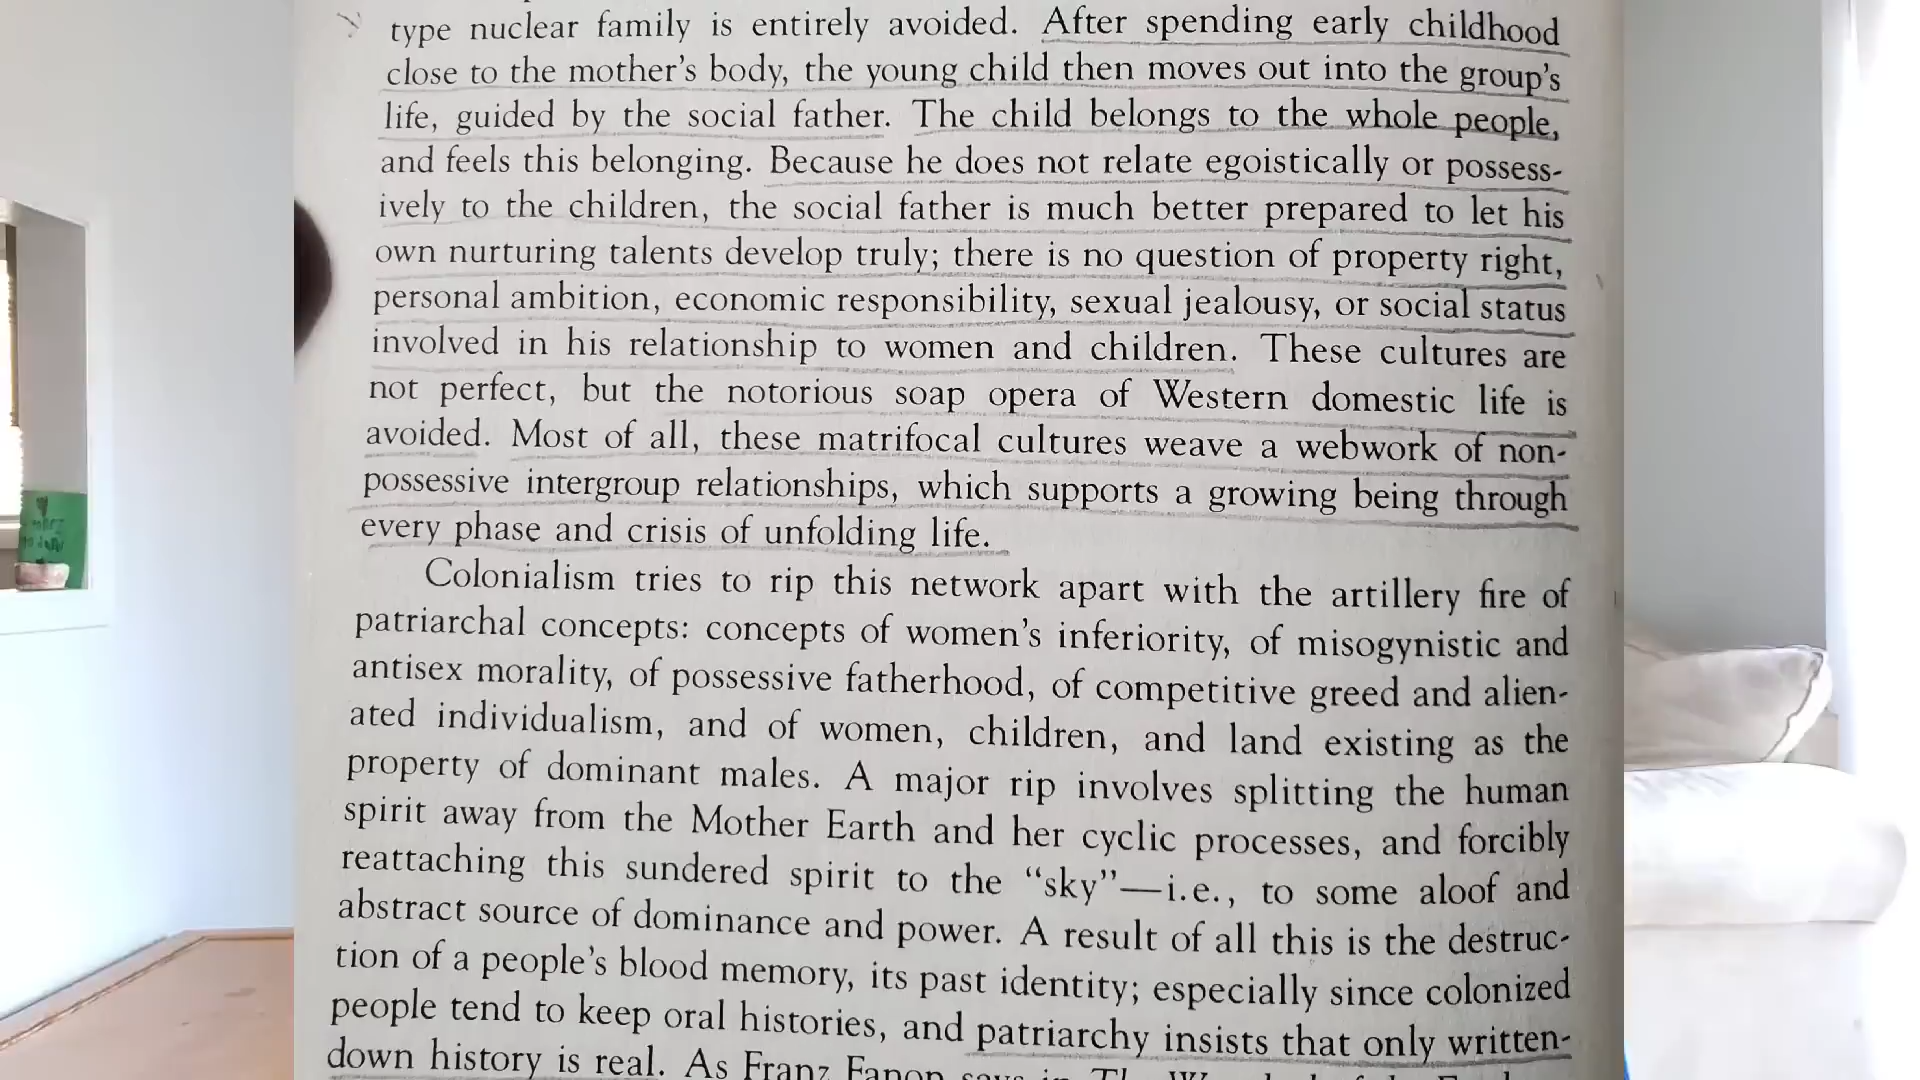 type nuclear family is entirely avoided. After spending early childhood
close to the mother's body, the young child then moves out into the group's
life, guided by the social father. The child belongs to the whole people,
and feels this belonging. Because he does not relate egoistically or possess-
ively to the children, the social father is much better prepared to let his
own nurturing talents develop truly; there is no question of property right,
personal ambition, economic responsibility, sexual jealousy, or social status
involved in his relationship to women and children. These cultures are
not perfect, but the notorious soap opera of Western domestic life is
avoided. Most of all, these matrifocal cultures weave a webwork of non-
possessive intergroup relationships, which supports a growing being through
every phase and crisis of unfolding life.
Colonialism tries to rip this network apart with the artillery fire of
patriarchal concepts: concepts of women's inferiority, of misogynistic and
antisex morality, of possessive fatherhood, of competitive greed and alien-
ated individualism, and of women, children, and land existing as the
property of dominant males. A major rip involves splitting the human
spirit away from the Mother Earth and her cyclic processes, and forcibly
reattaching this sundered spirit to the “sky”—i.e., to some aloof and
abstract source of dominance and power. A result of all this is the destruc-
tion of a people's blood memory, its past identity; especially since colonized
people tend to keep oral histories, and patriarchy insists that only written-
down history is real. As Franz Fanon says in